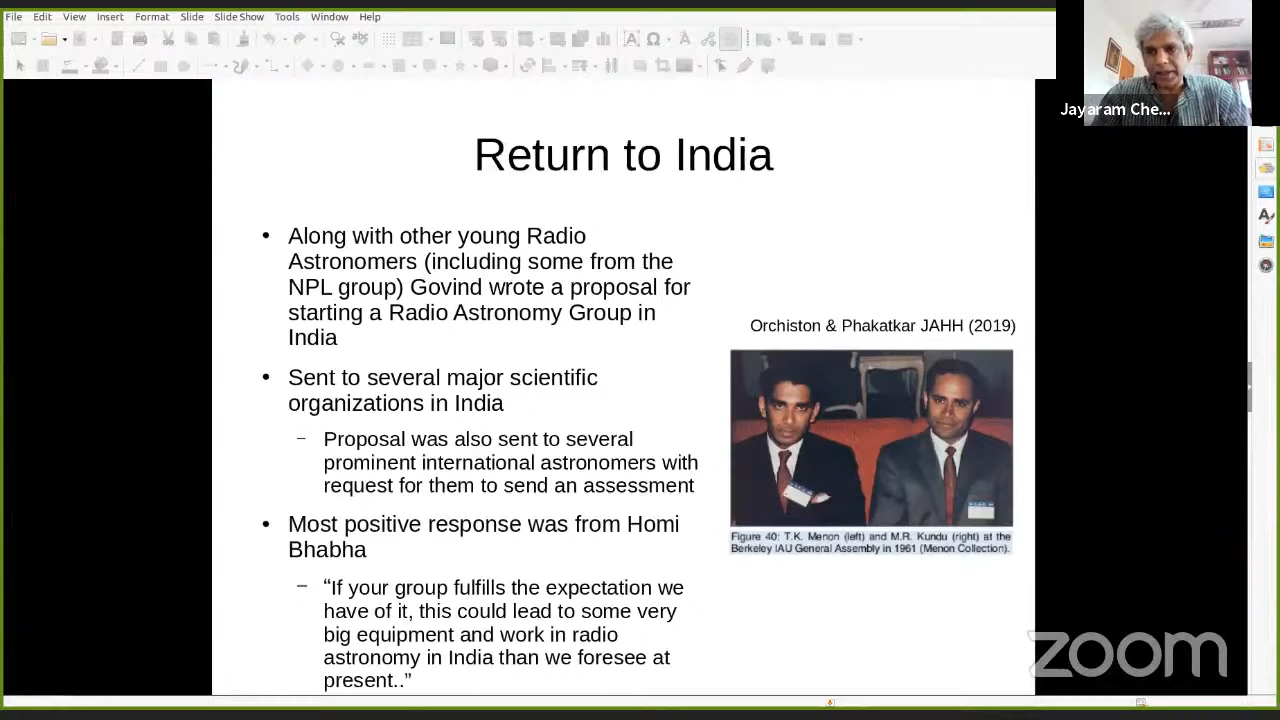 File Edit View Insert Format Slide Slide Show Tools Window Help
Jayaram Che...
Return to India
• Along with other young Radio
Astronomers (including some from the
NPL group) Govind wrote a proposal for
starting a Radio Astronomy Group in
India
• Sent to several major scientific
organizations in India
– Proposal was also sent to several
prominent international astronomers with
request for them to send an assessment
• Most positive response was from Homi
Bhabha
– “If your group fulfills the expectation we
have of it, this could lead to some very
big equipment and work in radio
astronomy in India than we foresee at
present..”
Orchiston & Phakatkar JAHH (2019)
Figure 40: T.K. Menon (left) and M.R. Kundu (right) at the
Berkeley IAU General Assembly in 1961 (Menon Collection).
zoom